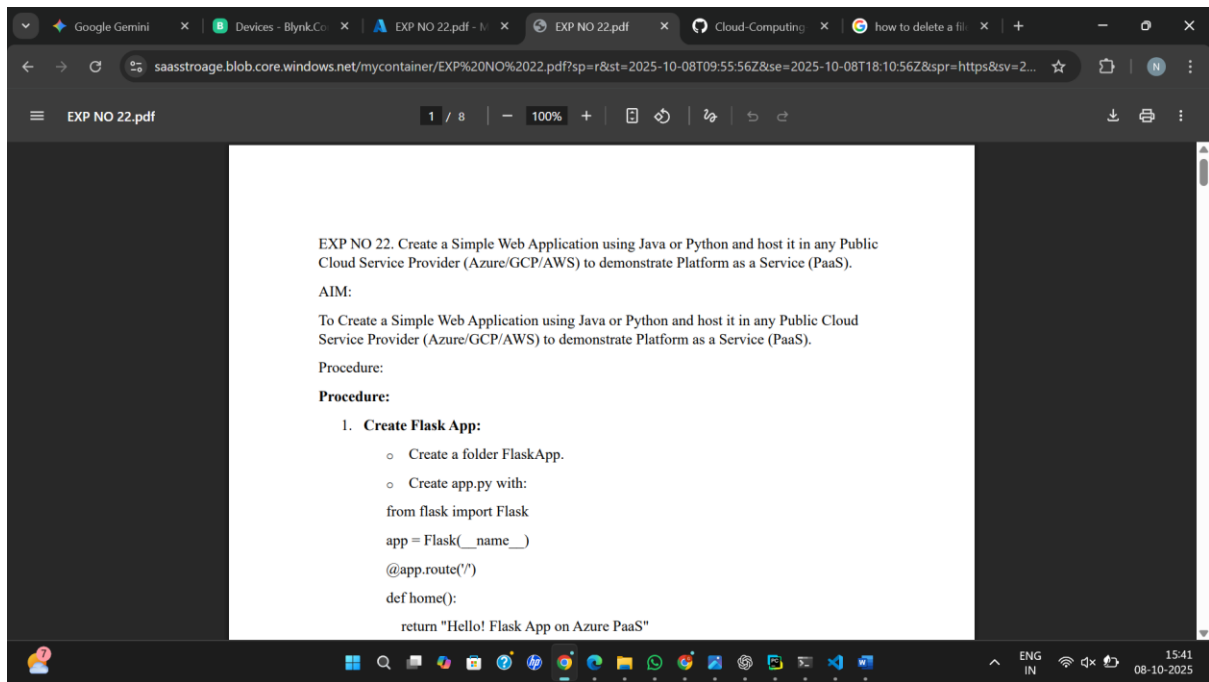 Google Gemini
Devices - Blynk.Co
EXP NO 22.pdf - M
EXP NO 22.pdf
Cloud-Computing
how to delete a fil
saasstroage.blob.core.windows.net/mycontainer/EXP%20NO%2022.pdf?sp=r&st=2025-10-08T09:55:56Z&se=2025-10-08T18:10:56Z&spr=https&sv=2...
N
EXP NO 22.pdf
1 / 8
100%
EXP NO 22. Create a Simple Web Application using Java or Python and host it in any Public
Cloud Service Provider (Azure/GCP/AWS) to demonstrate Platform as a Service (PaaS).
AIM:
To Create a Simple Web Application using Java or Python and host it in any Public Cloud
Service Provider (Azure/GCP/AWS) to demonstrate Platform as a Service (PaaS).
Procedure:
Procedure:
1. Create Flask App:
o Create a folder FlaskApp.
o Create app.py with:
from flask import Flask
app = Flask(__name__)
@app.route('/')
def home():
return "Hello! Flask App on Azure PaaS"
7
ENG
IN
15:41
08-10-2025